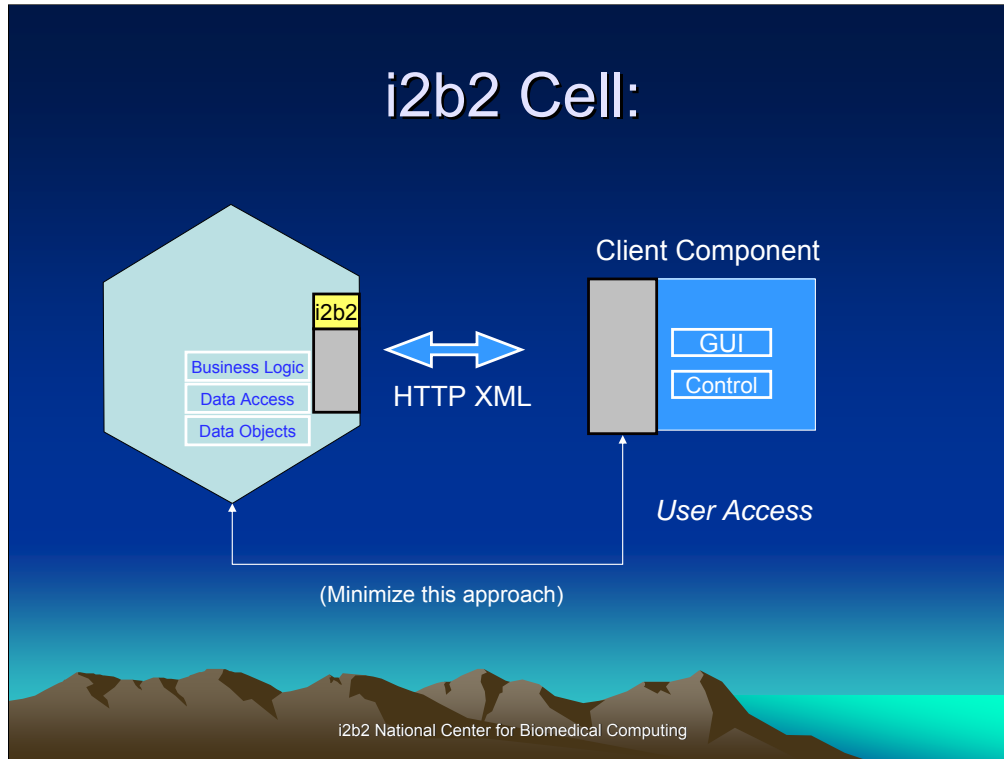 i2b2 Cell:
Client Component
i2b2
Business Logic
Data Access
Data Objects
HTTP XML
GUI
Control
User Access
(Minimize this approach)
i2b2 National Center for Biomedical Computing